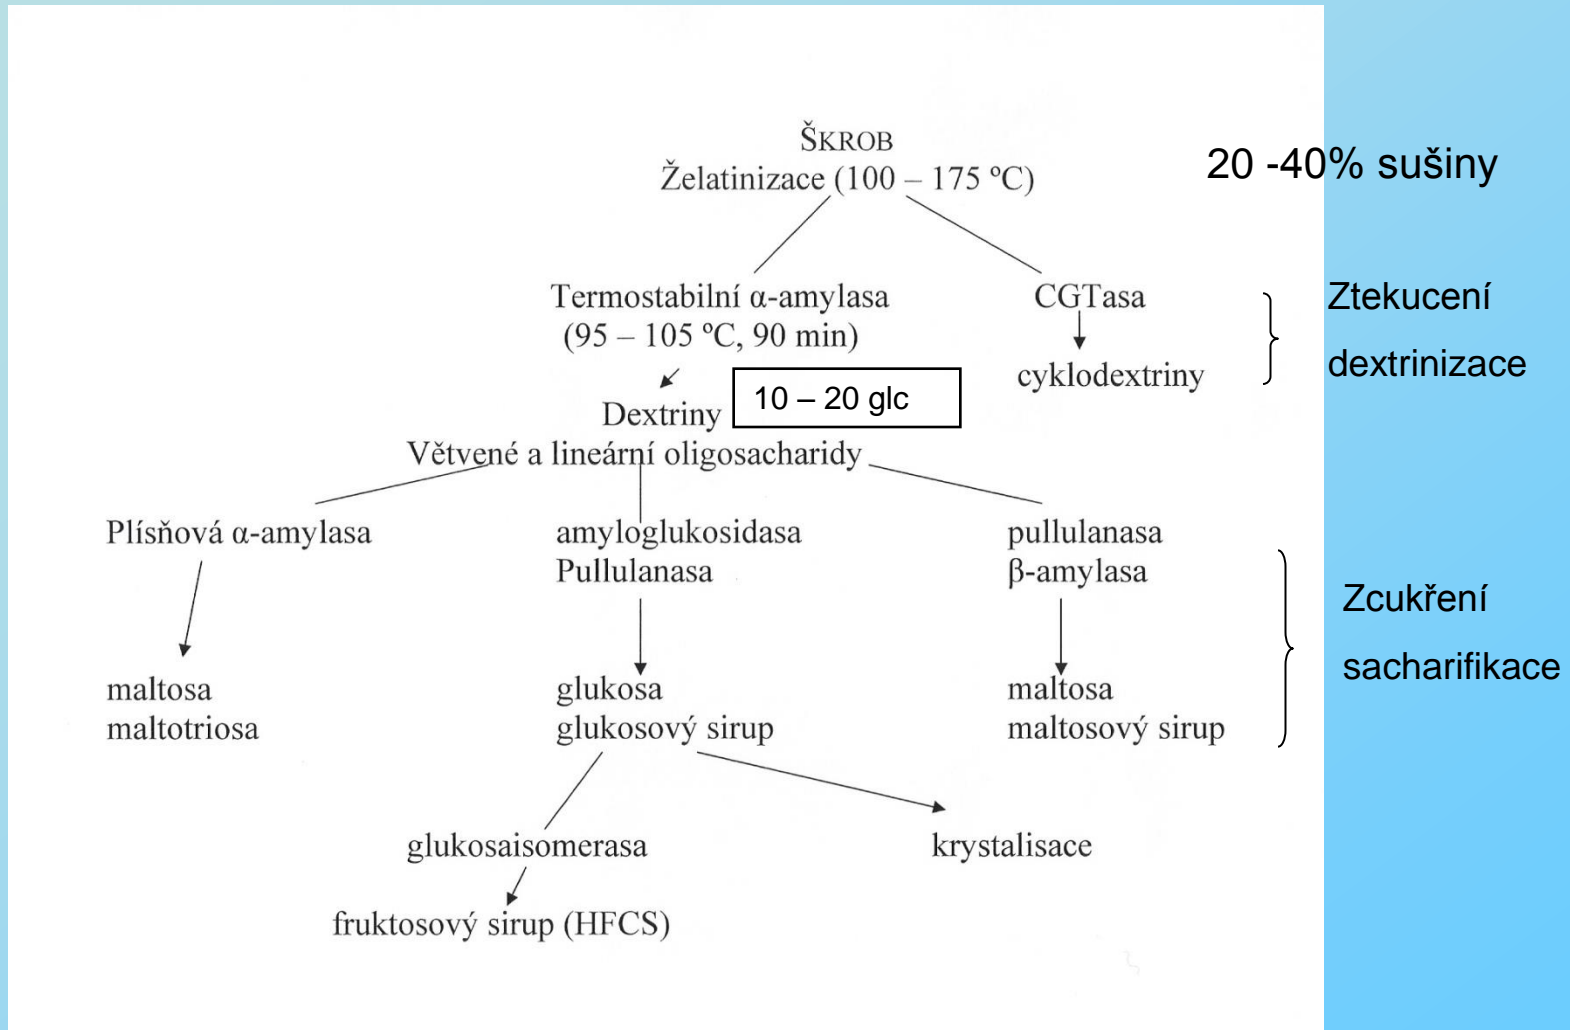 ŠKROB
Želatinizace (100 – 175 ºC)
20 -40% sušiny
Termostabilní α-amylasa
(95 – 105 ºC, 90 min)
CGTasa
cyklodextriny
Ztekucení
dextrinizace
10 – 20 glc
Dextriny
Větvené a lineární oligosacharidy
Plísňová α-amylasa
amyloglukosidasa
Pullulanasa
pullulanasa
β-amylasa
Zcukření
sacharifikace
maltosa
maltotriosa
glukosa
glukosový sirup
maltosa
maltosový sirup
glukosaisomerasa
krystalisace
fruktosový sirup (HFCS)